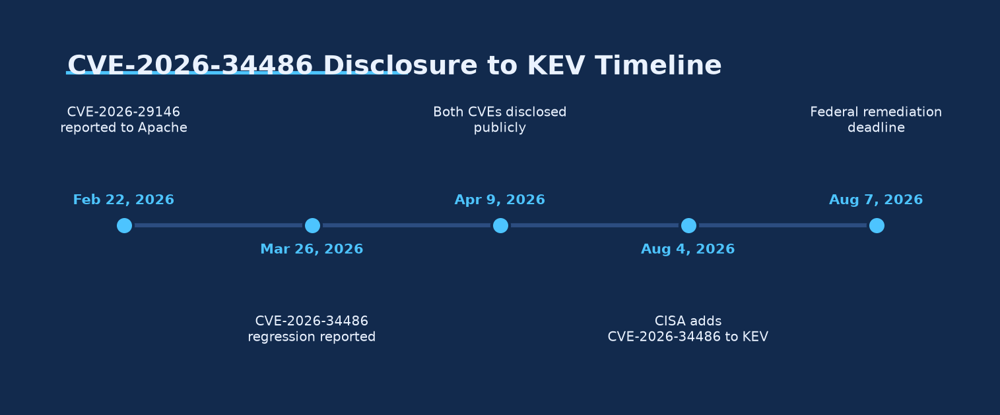 CVE-2026-34486 Disclosure to KEV Timeline
CVE-2026-29146
reported to Apache
Both CVEs disclosed
publicly
Federal remediation
deadline
Feb 22, 2026
Apr 9, 2026
Aug 7, 2026
Mar 26, 2026
Aug 4, 2026
CVE-2026-34486
regression reported
CISA adds
CVE-2026-34486 to KEV